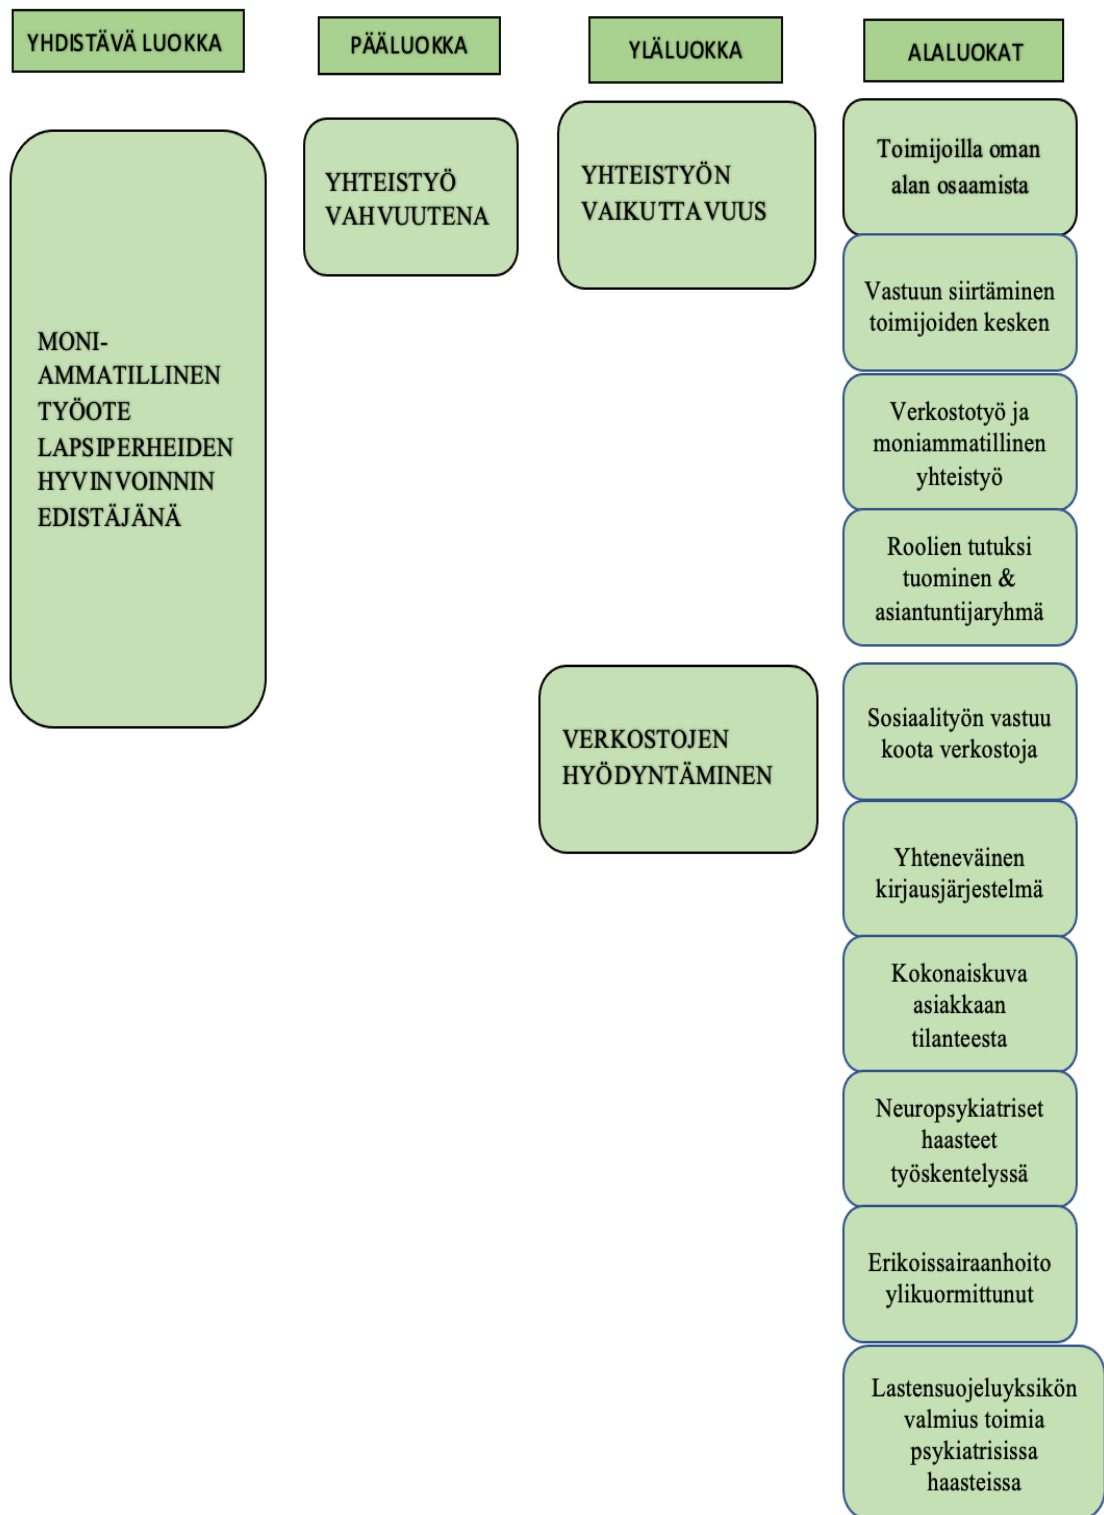 YHDISTÄVÄ LUOKKA
PÄÄLUOKKA
YLÄLUOKKA
ALALUOKAT
MONI-
AMMATILLINEN
TYÖOTE
LAPSIPERHEIDEN
HYVINVOINNIN
EDISTÄJÄNÄ
YHTEISTYÖ
VAHVUUTENA
YHTEISTYÖN
VAIKUTTAVUUS
Toimijoilla oman
alan osaamista
Vastuun siirtäminen
toimijoiden kesken
Verkostotyö ja
moniammatillinen
yhteistyö
Roolien tutuksi
tuominen &
asiantuntijaryhmä
VERKOSTOJEN
HYÖDYNTÄMINEN
Sosiaalityön vastuu
koota verkostoja
Yhteneväinen
kirjausjärjestelmä
Kokonaiskuva
asiakkaan
tilanteesta
Neuropsykiatriset
haasteet
työskentelyssä
Erikoissairaanhoito
ylikuormittunut
Lastensuojeluyksikön
valmius toimia
psykiatrisissa
haasteissa